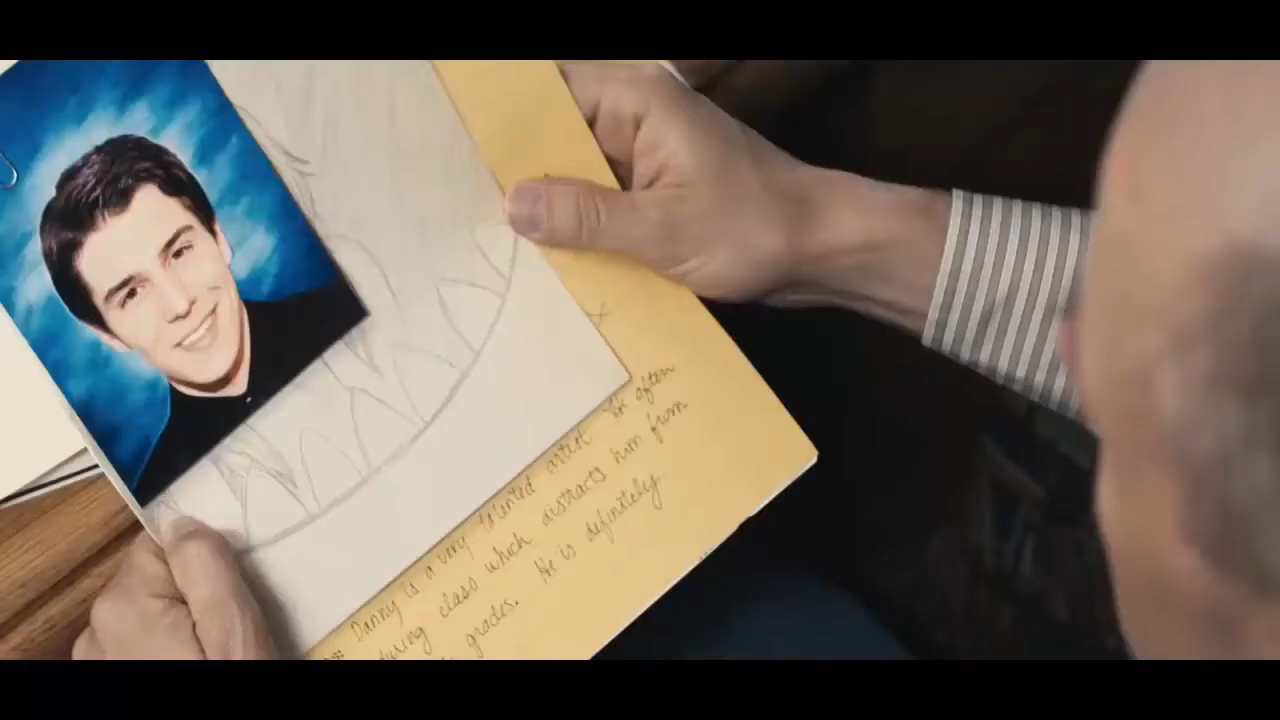 Danny is a very talented artist. He often
during class which distracts him from
grades. He is definitely